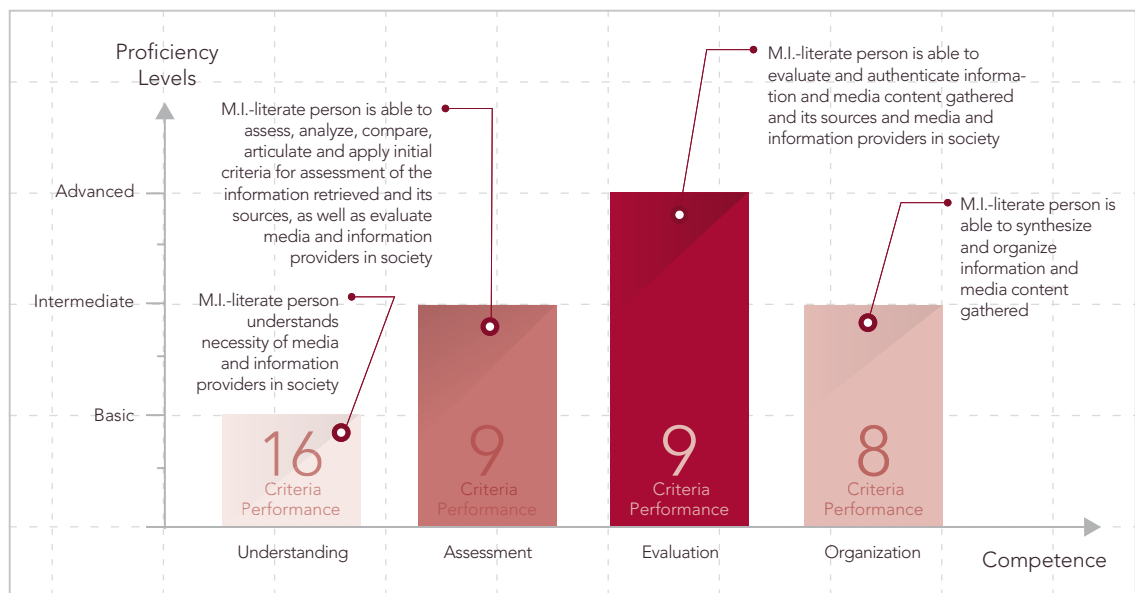 Proficiency
Levels
M.I.-literate person is able to
evaluate and authenticate informa-
tion and media content gathered
and its sources and media and
information providers in society
M.I.-literate person is able to
assess, analyze, compare,
articulate and apply initial
criteria for assessment of the
information retrieved and its
sources, as well as evaluate
media and information
providers in society
Advanced
M.I.-literate person is
able to synthesize
and organize
information and
media content
gathered
Intermediate
M.I.-literate person
understands
necessity of media
and information
providers in society
Basic
16
Criteria
Performance
9
Criteria
Performance
9
Criteria
Performance
8
Criteria
Performance
Understanding
Assessment
Evaluation
Organization
Competence